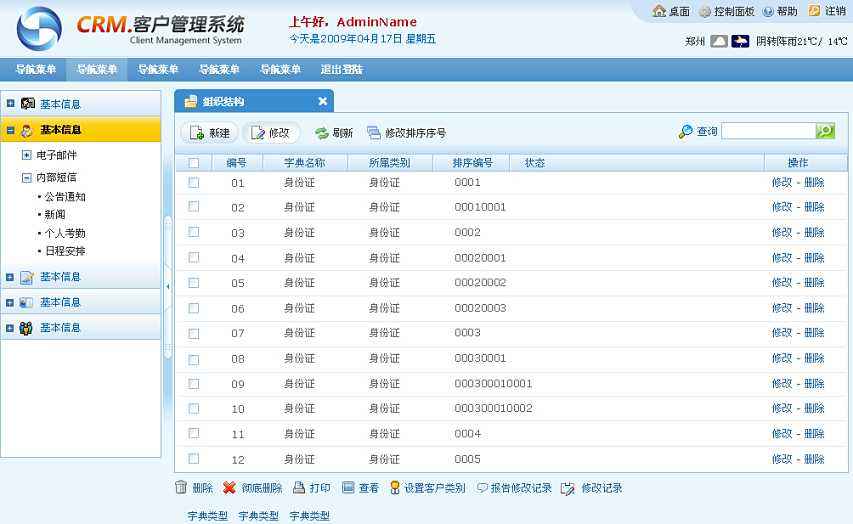 桌面 控制面板 帮助 注销
CRM.客户管理系统
Client Management System
上午好，AdminName
今天是2009年04月17日 星期五
郑州 阴转阵雨21℃/ 14℃
导航菜单 导航菜单 导航菜单 导航菜单 导航菜单 退出登陆
基本信息
基本信息
电子邮件
内部短信
公告通知
新闻
个人考勤
日程安排
基本信息
基本信息
基本信息
组织结构
新建 修改 刷新 修改排序序号 查询
编号 字典名称 所属类别 排序编号 状态 操作
01 身份证 身份证 0001 修改 - 删除
02 身份证 身份证 00010001 修改 - 删除
03 身份证 身份证 0002 修改 - 删除
04 身份证 身份证 00020001 修改 - 删除
05 身份证 身份证 00020002 修改 - 删除
06 身份证 身份证 00020003 修改 - 删除
07 身份证 身份证 0003 修改 - 删除
08 身份证 身份证 00030001 修改 - 删除
09 身份证 身份证 000300010001 修改 - 删除
10 身份证 身份证 000300010002 修改 - 删除
11 身份证 身份证 0004 修改 - 删除
12 身份证 身份证 0005 修改 - 删除
删除 彻底删除 打印 查看 设置客户类别 报告修改记录 修改记录
字典类型 字典类型 字典类型